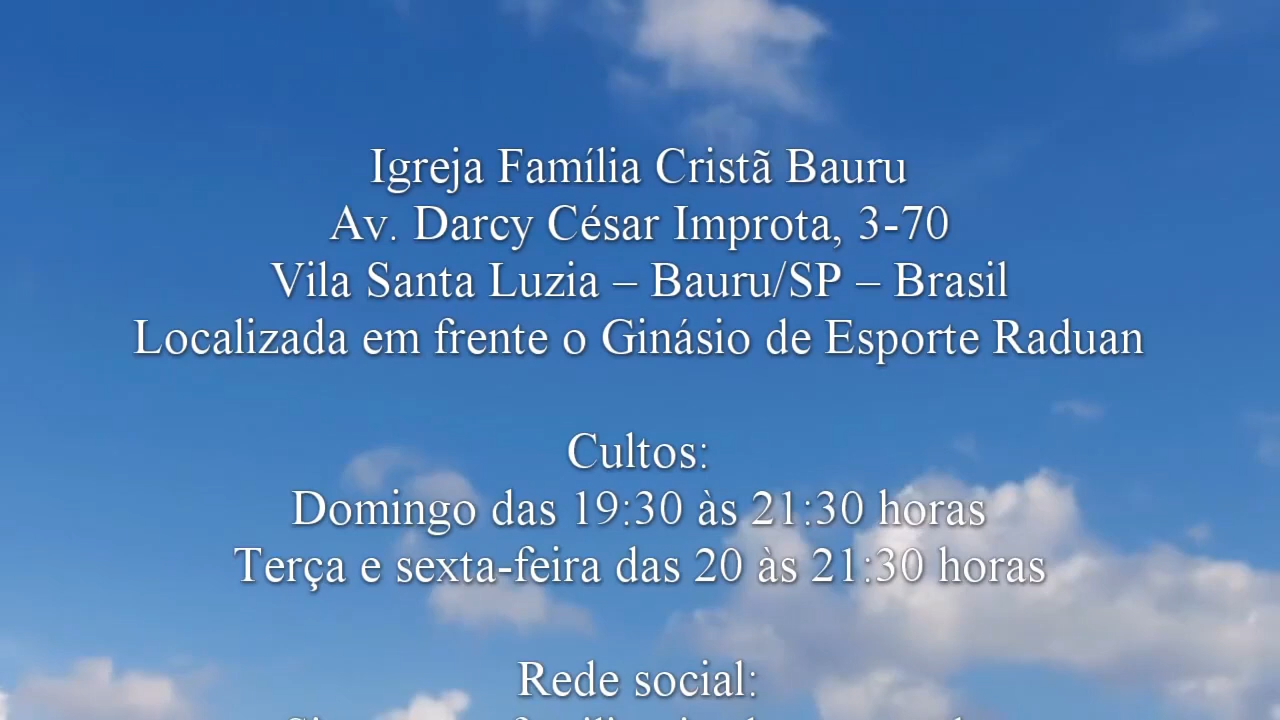 Igreja Família Cristã Bauru
Av. Darcy César Improta, 3-70
Vila Santa Luzia – Bauru/SP – Brasil
Localizada em frente o Ginásio de Esporte Raduan
Cultos:
Domingo das 19:30 às 21:30 horas
Terça e sexta-feira das 20 às 21:30 horas
Rede social: